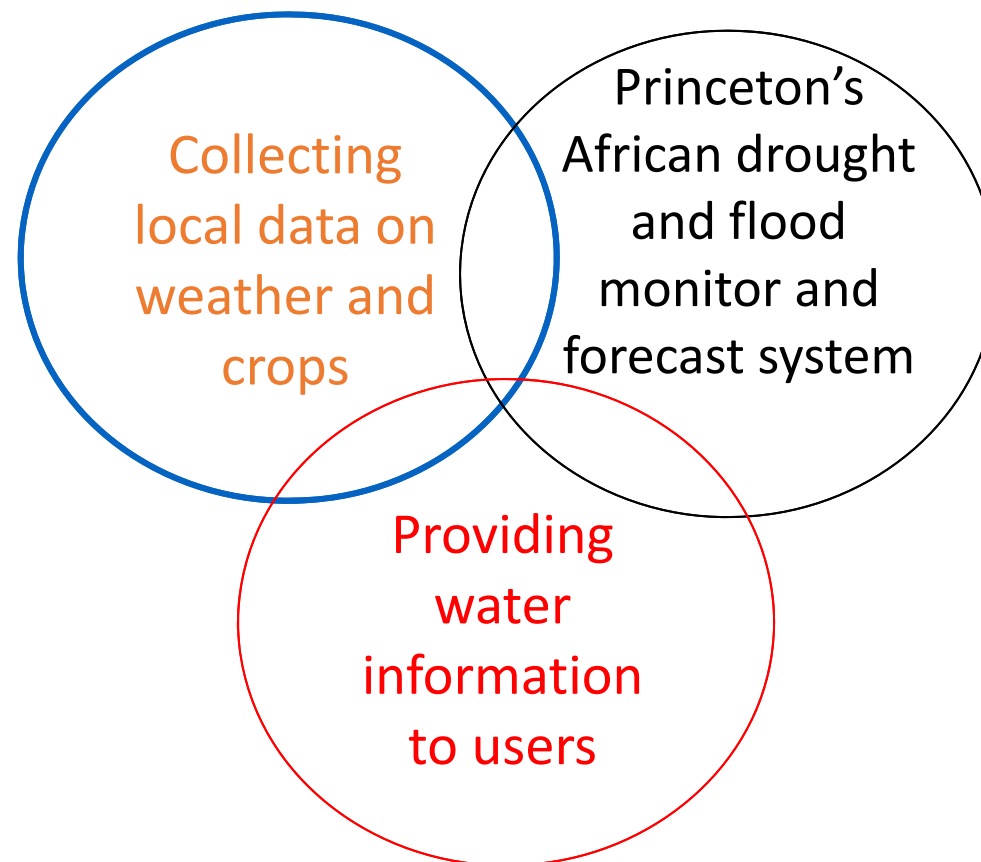 Collecting
local data on
weather and
crops
Princeton’s
African drought
and flood
monitor and
forecast system
Providing
water
information
to users